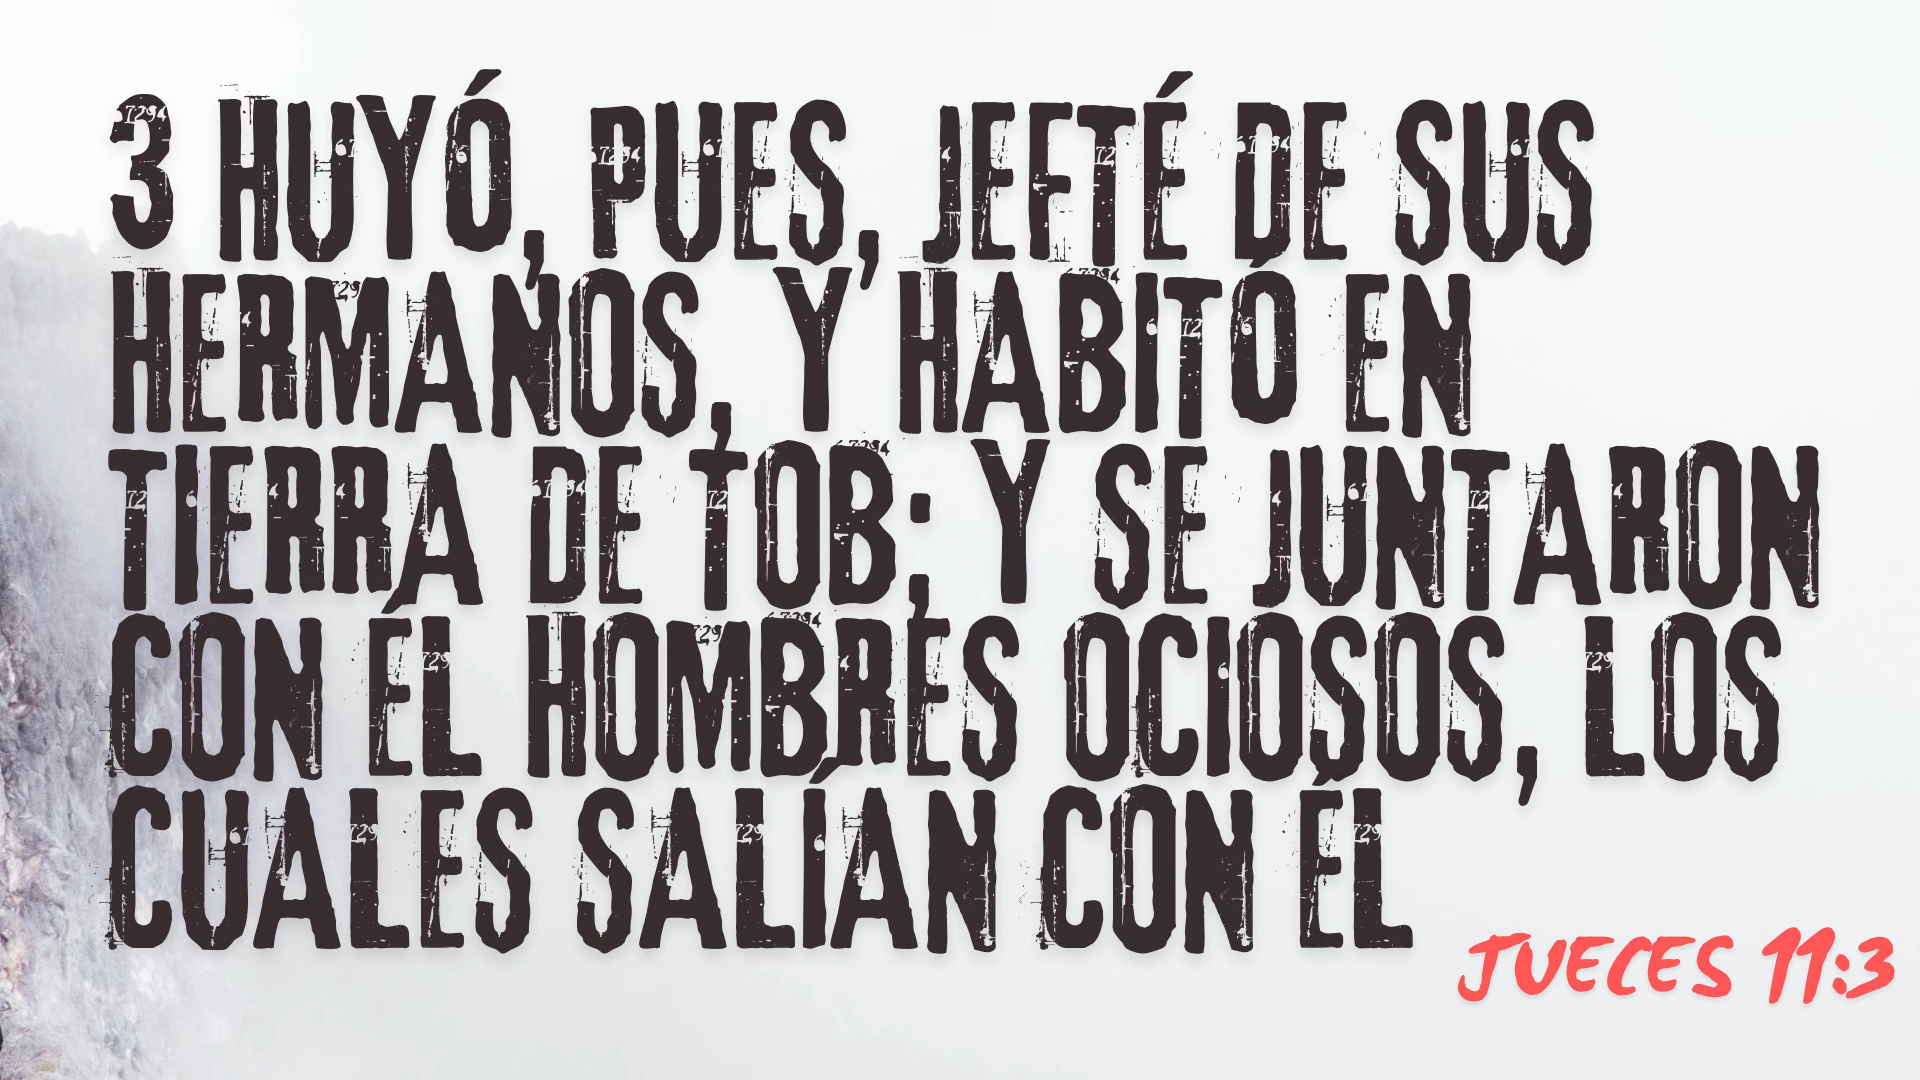 3 HUYÓ, PUES, JEFTÉ DE SUS
HERMANOS, Y HABITÓ EN
TIERRA DE TOB; Y SE JUNTARON
CON ÉL HOMBRES OCIOSOS, LOS
CUALES SALÍAN CON ÉL
JUECES 11:3